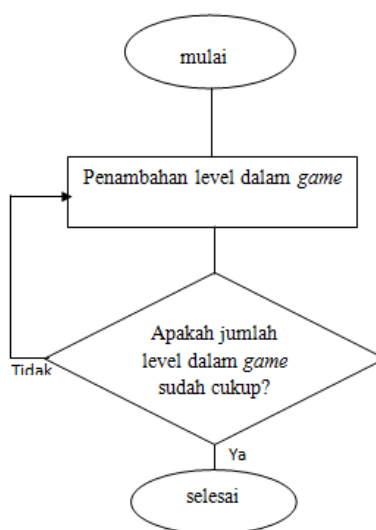 mulai
Penambahan level dalam game
Apakah jumlah
level dalam game
sudah cukup?
Tidak
Ya
selesai